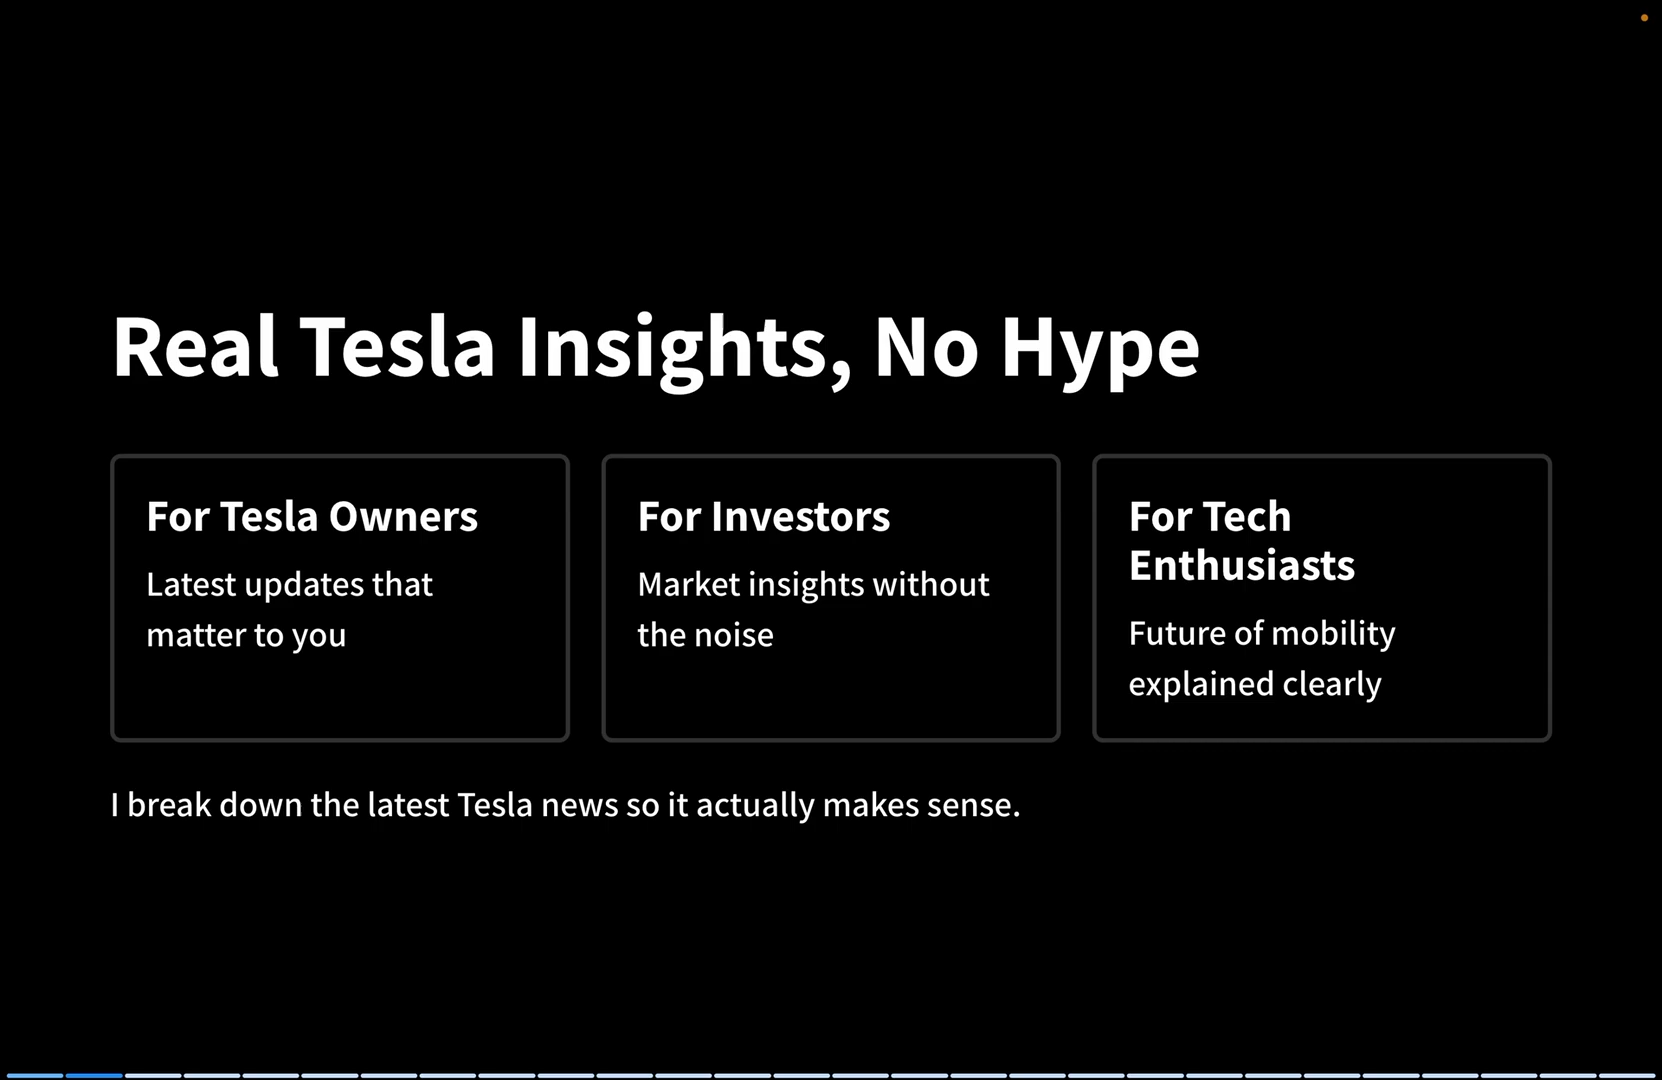 Real Tesla Insights, No Hype
For Tesla Owners
Latest updates that
matter to you
For Investors
Market insights without
the noise
For Tech
Enthusiasts
Future of mobility
explained clearly
I break down the latest Tesla news so it actually makes sense.